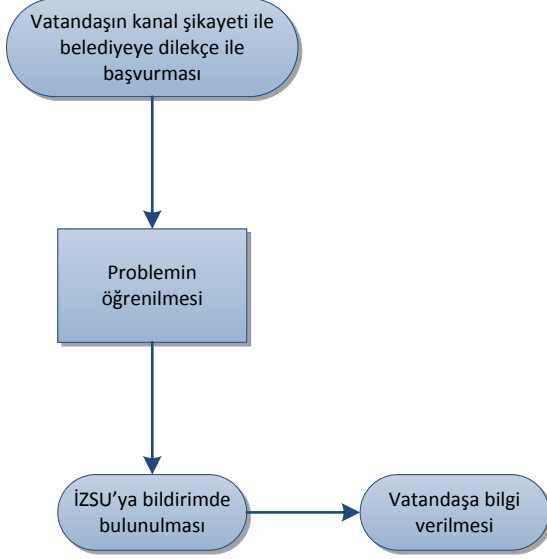 Vatandaşın kanal şikayeti ile
belediyeye dilekçe ile
başvurması
Problemin
öğrenilmesi
İZSU'ya bildirimde
bulunulması
Vatandaşa bilgi
verilmesi